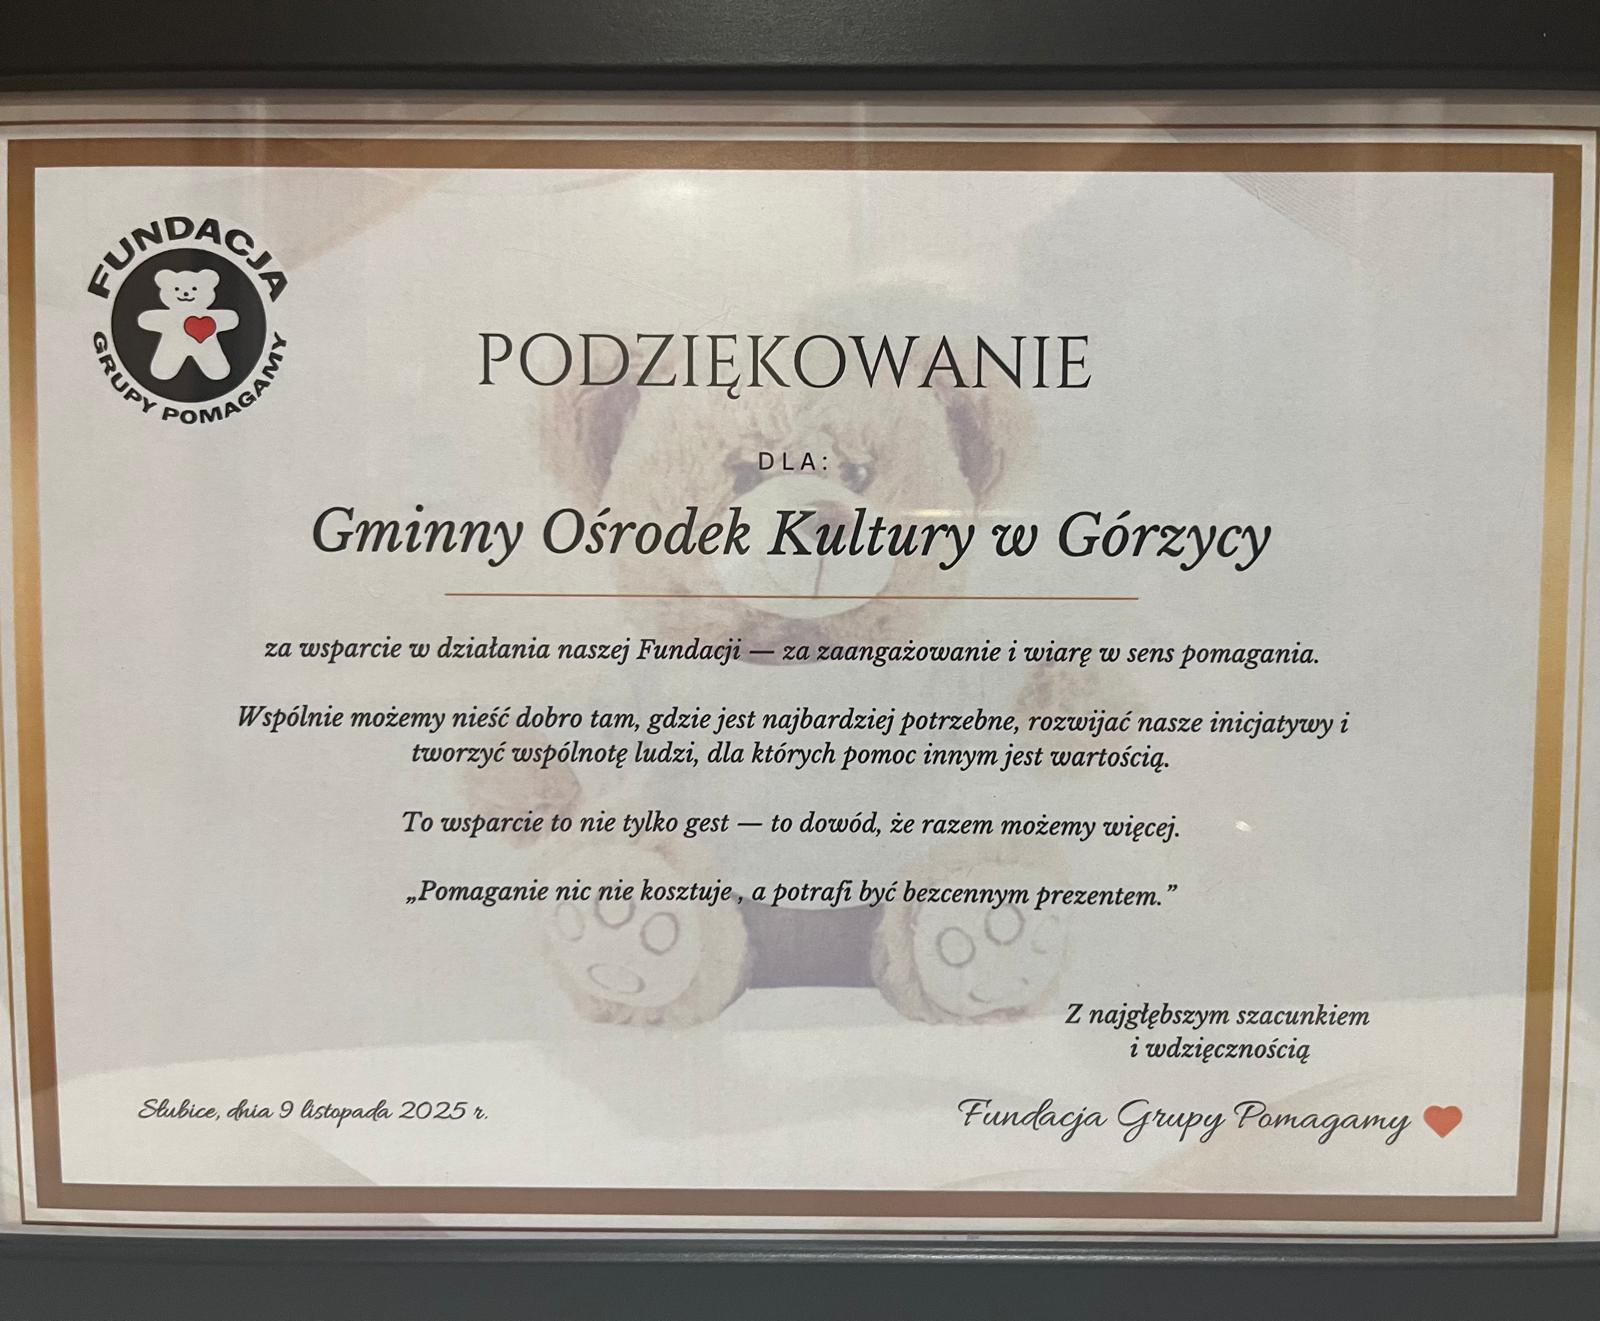 FUNDACJA
GRUPY POMAGAMY
PODZIĘKOWANIE
DLA:
Gminny Ośrodek Kultury w Górzycy
za wsparcie w działania naszej Fundacji — za zaangażowanie i wiarę w sens pomagania.
Wspólnie możemy nieść dobro tam, gdzie jest najbardziej potrzebne, rozwijać nasze inicjatywy i
tworzyć wspólnotę ludzi, dla których pomoc innym jest wartością.
To wsparcie to nie tylko gest — to dowód, że razem możemy więcej.
„Pomaganie nic nie kosztuje , a potrafi być bezcennym prezentem.”
Z najgłębszym szacunkiem
i wdzięcznością
Słubice, dnia 9 listopada 2025 r.
Fundacja Grupy Pomagamy ❤